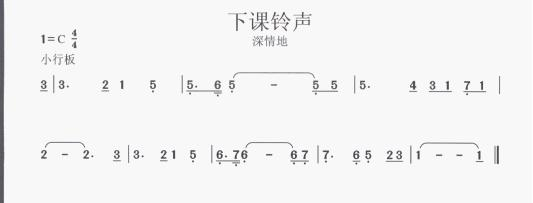 下课铃声
1=C 4/4
深情地
小行板
3 | 3. 2 1 5 | 5. 6 5 - 5 5 | 5. 4 3 1 7 1 |
2 - 2. 3 | 3. 2 1 5 | 6. 7 6 - 6 7 | 7. 6 5 2 3 | 1 - - 1 ‖